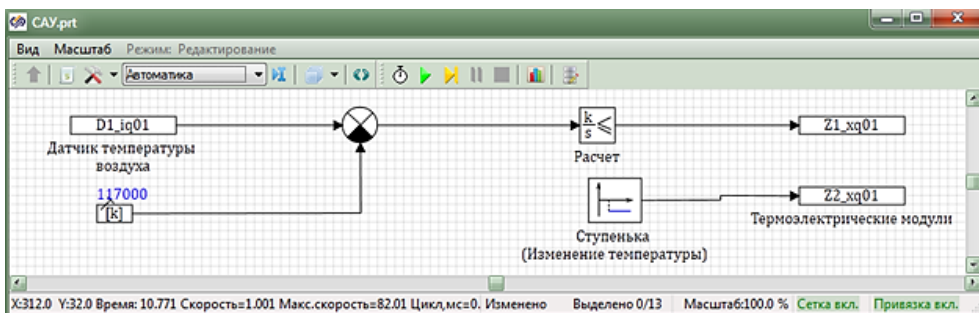 САУ.prt
Вид Масштаб Режим: Редактирование
Автоматика
D1_iq01
Датчик температуры
воздуха
117000
[k]
k
s
≤
Расчет
Z1_xq01
Z2_xq01
Термоэлектрические модули
Ступенька
(Изменение температуры)
X:312.0 Y:32.0 Время: 10.771 Скорость=1.001 Макс.скорость=82.01 Цикл,мс=0. Изменено Выделено 0/13 Масштаб:100.0 % Сетка вкл. Привязка вкл.